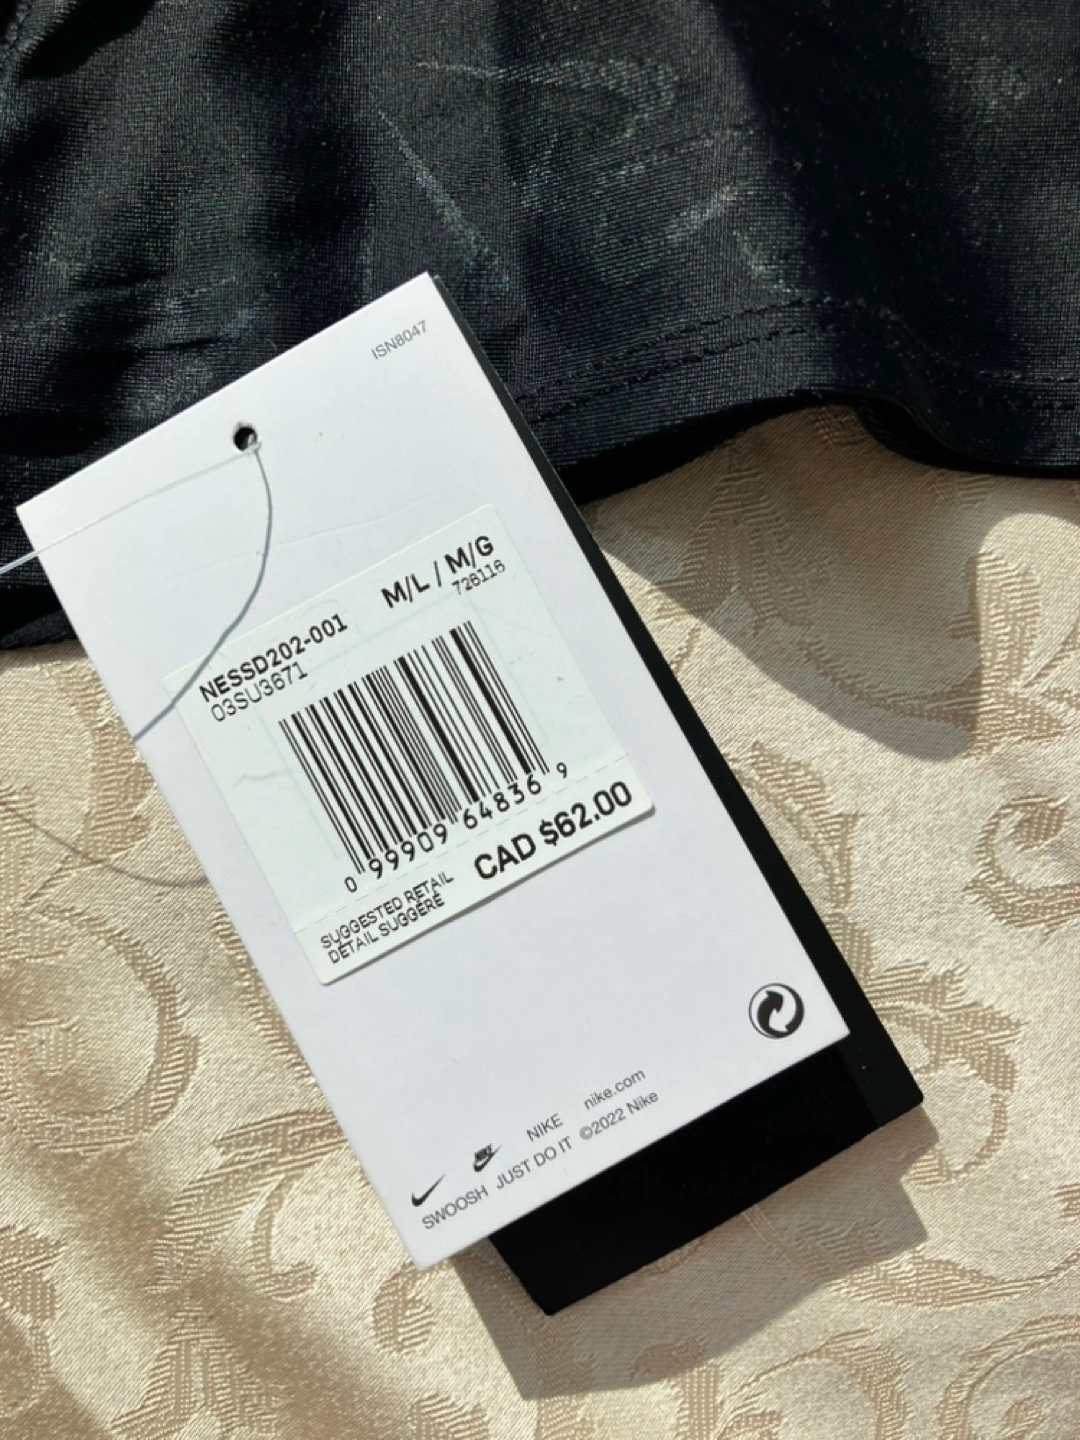 ISN8047
M/L / M/G
726116
NESSD202-001
03SU3671
0 99909 64836 9
SUGGESTED RETAIL
DÉTAIL SUGGÉRÉ
CAD $62.00
NIKE nike.com
SWOOSH JUST DO IT ©2022 Nike